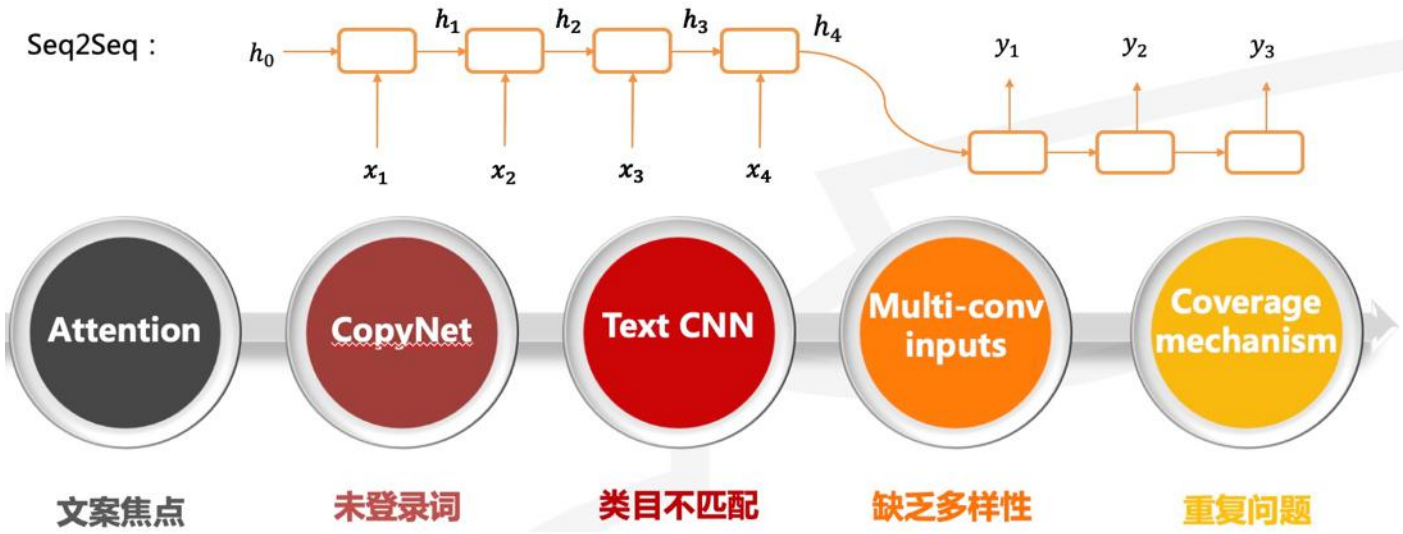 Seq2Seq：
h₀
h₁
h₂
h₃
h₄
x₁
x₂
x₃
x₄
y₁
y₂
y₃
Attention
CopyNet
Text CNN
Multi-conv
inputs
Coverage
mechanism
文案焦点
未登录词
类目不匹配
缺乏多样性
重复问题